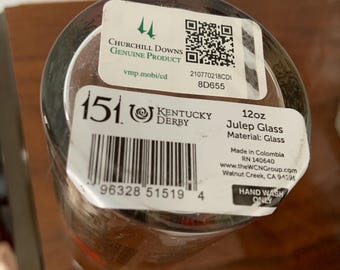 CHURCHILL DOWNS
GENUINE PRODUCT
vmp.mobi/cd
210770218CDI
8D655
151 KENTUCKY
DERBY
12oz
Julep Glass
Material: Glass
Made in Colombia
RN 140640
www.theWCNGroup.com
Walnut Creek, CA 94596
HAND WASH
ONLY
96328 51519 4